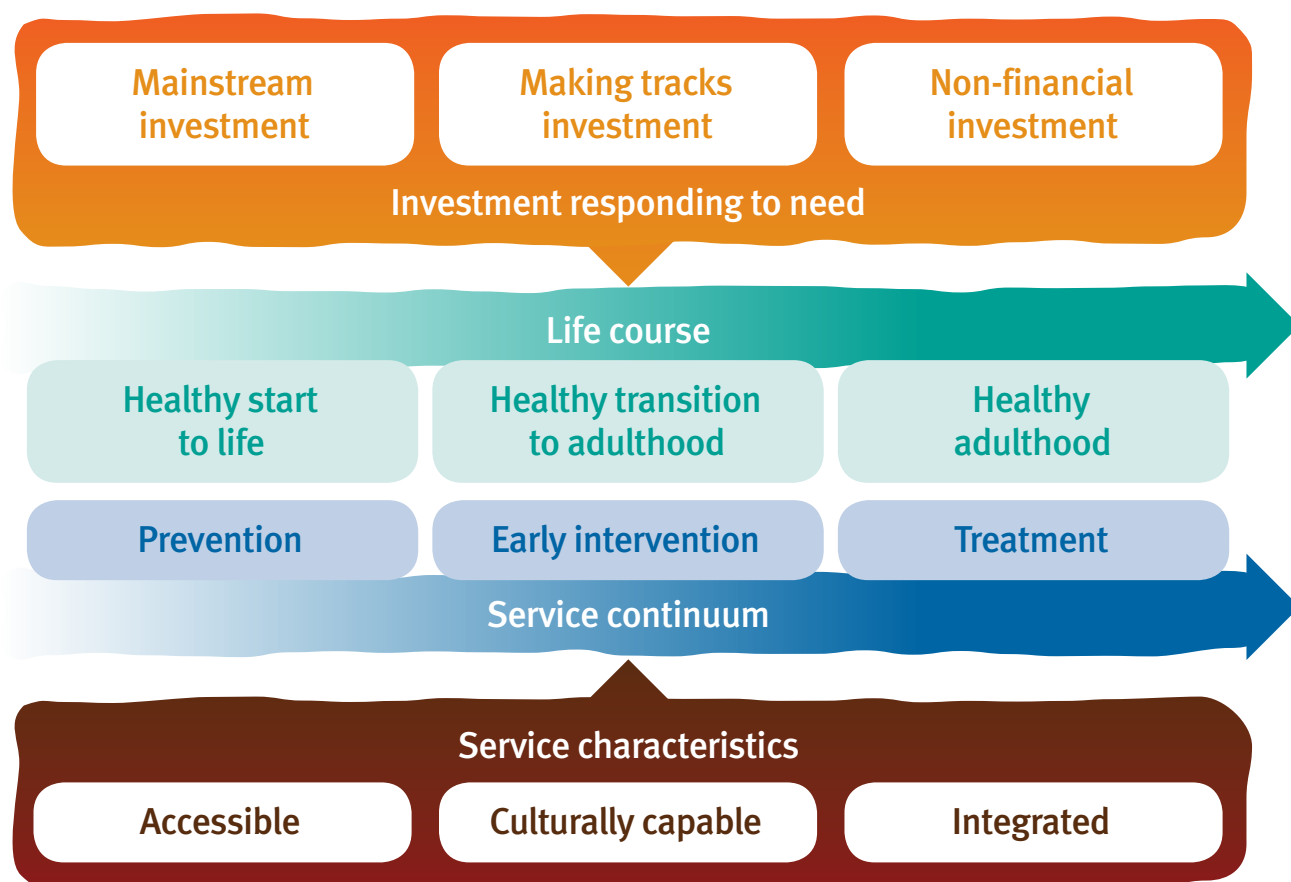 Mainstream
investment
Making tracks
investment
Non-financial
investment
Investment responding to need
Life course
Healthy start
to life
Healthy transition
to adulthood
Healthy
adulthood
Prevention
Early intervention
Treatment
Service continuum
Service characteristics
Accessible
Culturally capable
Integrated